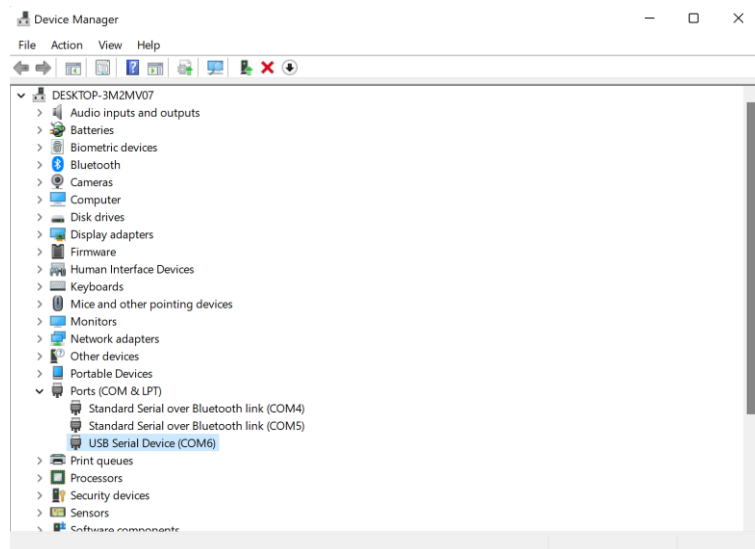 Device Manager
File Action View Help
DESKTOP-3M2MV07
Audio inputs and outputs
Batteries
Biometric devices
Bluetooth
Cameras
Computer
Disk drives
Display adapters
Firmware
Human Interface Devices
Keyboards
Mice and other pointing devices
Monitors
Network adapters
Other devices
Portable Devices
Ports (COM & LPT)
Standard Serial over Bluetooth link (COM4)
Standard Serial over Bluetooth link (COM5)
USB Serial Device (COM6)
Print queues
Processors
Security devices
Sensors
Software components